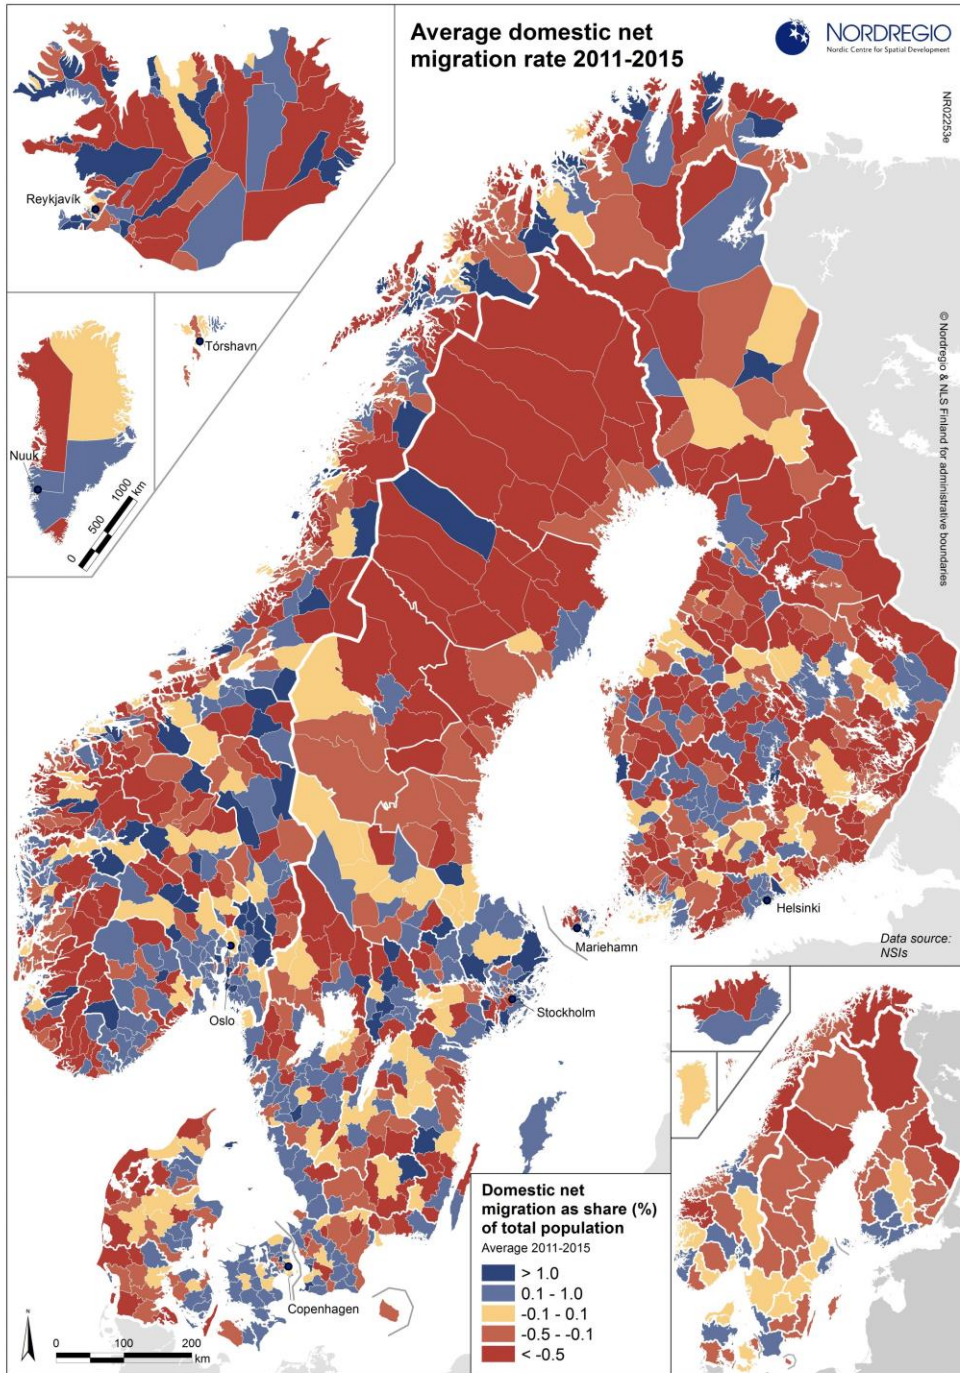 Average domestic net
migration rate 2011-2015
NORDREGIO
Nordic Centre for Spatial Development
NR02253e
Reykjavík
Tórshavn
Nuuk
0
500
1000
km
© Nordregio & NLS Finland for administrative boundaries
Helsinki
Mariehamn
Data source:
NSIs
Oslo
Stockholm
Copenhagen
Domestic net
migration as share (%)
of total population
Average 2011-2015
> 1.0
0.1 - 1.0
-0.1 - 0.1
-0.5 - -0.1
< -0.5
N
0 100 200
km